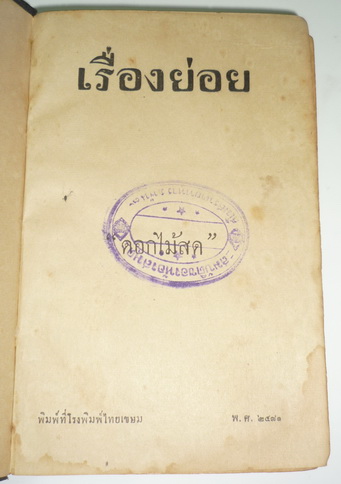 เรื่องย่อย
“ดอกไม้สด”
พิมพ์ที่โรงพิมพ์ไทยเขษม
พ. ศ. ๒๔๗๑